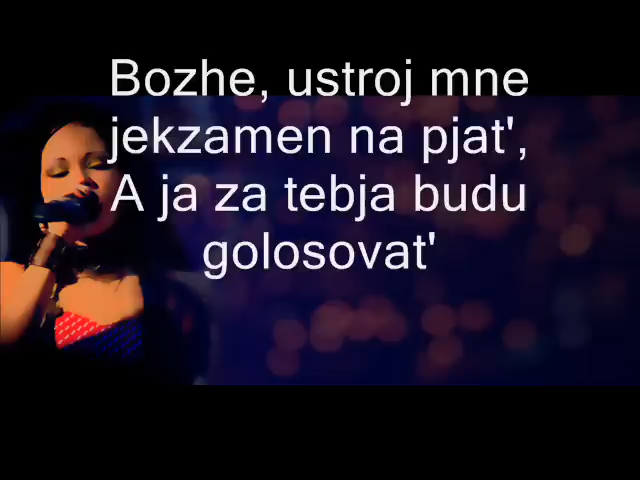 Bozhe, ustroj mne
jekzamen na pjat',
A ja za tebja budu
golosovat'